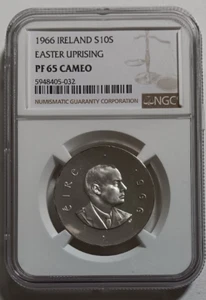 1966 IRELAND S10S
EASTER UPRISING
PF 65 CAMEO
5948405-032
NUMISMATIC GUARANTY CORPORATION
NGC
éire 1966